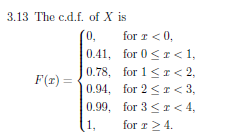 3.13 The c.d.f. of X is
F(x) =
0, for x < 0,
0.41, for 0 ≤ x < 1,
0.78, for 1 ≤ x < 2,
0.94, for 2 ≤ x < 3,
0.99, for 3 ≤ x < 4,
1, for x ≥ 4.